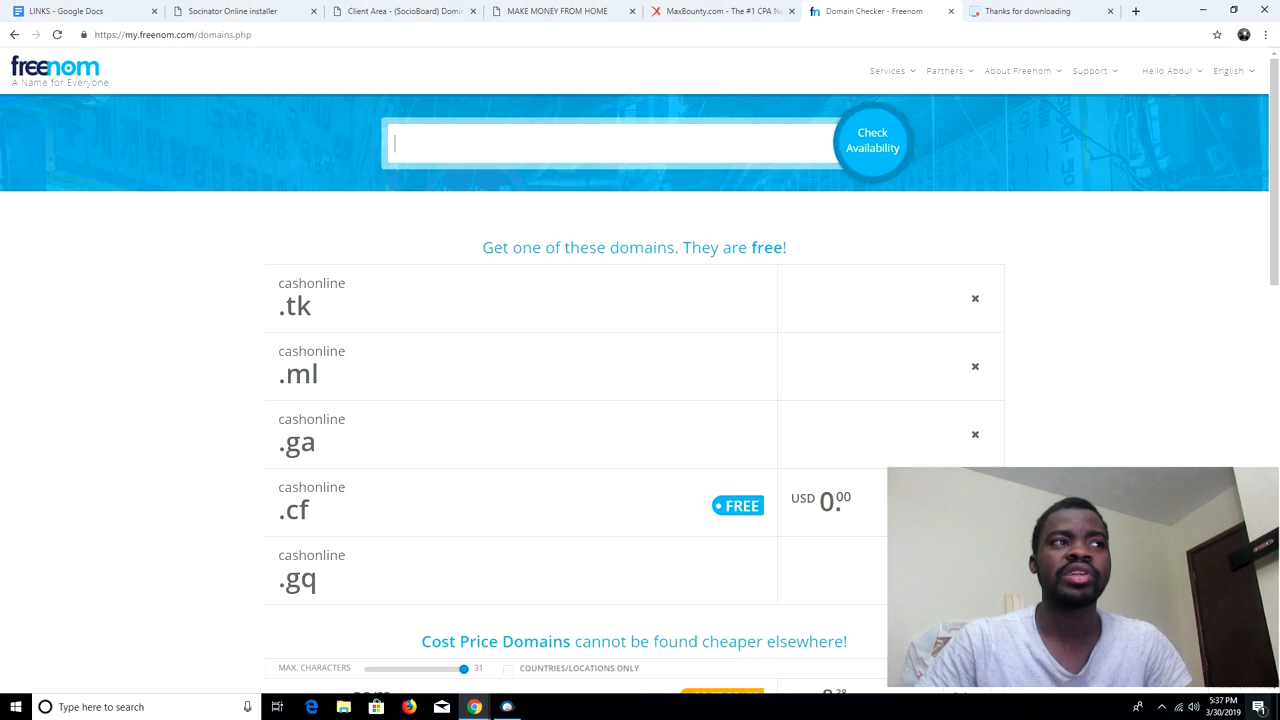 LINKS - Google Docs
Socinator Online installer
Client Area - (SocioBoard) Domi
MAKE MONEY FROM HOME
MaxBounty.com - The #1 CPA Ne
Domain Checker - Freenom
Thanks for downloading
https://my.freenom.com/domains.php
freenom
A Name for Everyone
Services
Partners
About Freenom
Support
Hello Abdul
English
Check
Availability
Get one of these domains. They are free!
cashonline
.tk
cashonline
.ml
cashonline
.ga
cashonline
.cf
FREE
USD 0.00
cashonline
.gq
Cost Price Domains cannot be found cheaper elsewhere!
MAX. CHARACTERS
31
COUNTRIES/LOCATIONS ONLY
Type here to search
5:37 PM
3/30/2019